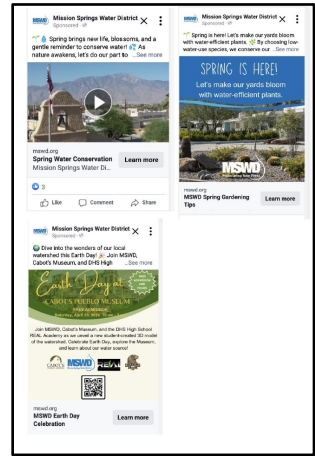 Mission Springs Water District
Sponsored
Spring brings new life, blossoms, and a
gentle reminder to conserve water! As
nature awakens, let's do our part to ...See more
mswd.org
Spring Water Conservation
Mission Springs Water Di...
Learn more
3
Like
Comment
Share
Mission Springs Water District
Sponsored
Spring is here! Let's make our yards bloom
with water-efficient plants. By choosing low-
water-use species, we conserve our ...See more
SPRING IS HERE!
Let's make our yards bloom
with water-efficient plants.
MSWD
mswd.org
MSWD Spring Gardening
Tips
Learn more
Mission Springs Water District
Sponsored
Dive into the wonders of our local
watershed this Earth Day! Join MSWD,
Cabot's Museum, and DHS High ...See more
Earth Day at
CABOT'S PUEBLO MUSEUM
Join MSWD, Cabot's Museum, and the DHS High School
REAL Academy as we unveil a new student-created 3D model
of the watershed. Celebrate Earth Day, explore the Museum,
and learn about our water source!
CABOT'S
MSWD
REAL
mswd.org
MSWD Earth Day
Celebration
Learn more